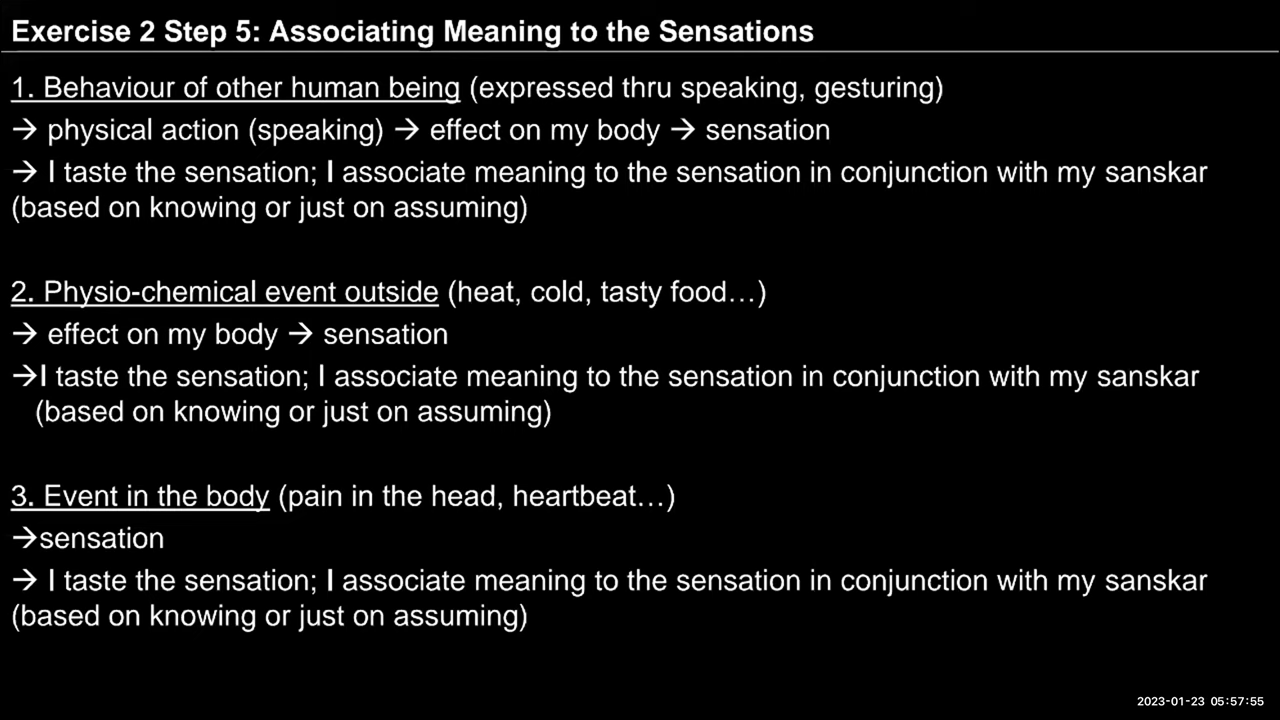 Exercise 2 Step 5: Associating Meaning to the Sensations
1. Behaviour of other human being (expressed thru speaking, gesturing)
→ physical action (speaking) → effect on my body → sensation
→ I taste the sensation; I associate meaning to the sensation in conjunction with my sanskar
(based on knowing or just on assuming)
2. Physio-chemical event outside (heat, cold, tasty food…)
→ effect on my body → sensation
→I taste the sensation; I associate meaning to the sensation in conjunction with my sanskar
(based on knowing or just on assuming)
3. Event in the body (pain in the head, heartbeat…)
→sensation
→ I taste the sensation; I associate meaning to the sensation in conjunction with my sanskar
(based on knowing or just on assuming)
2023-01-23 05:57:55